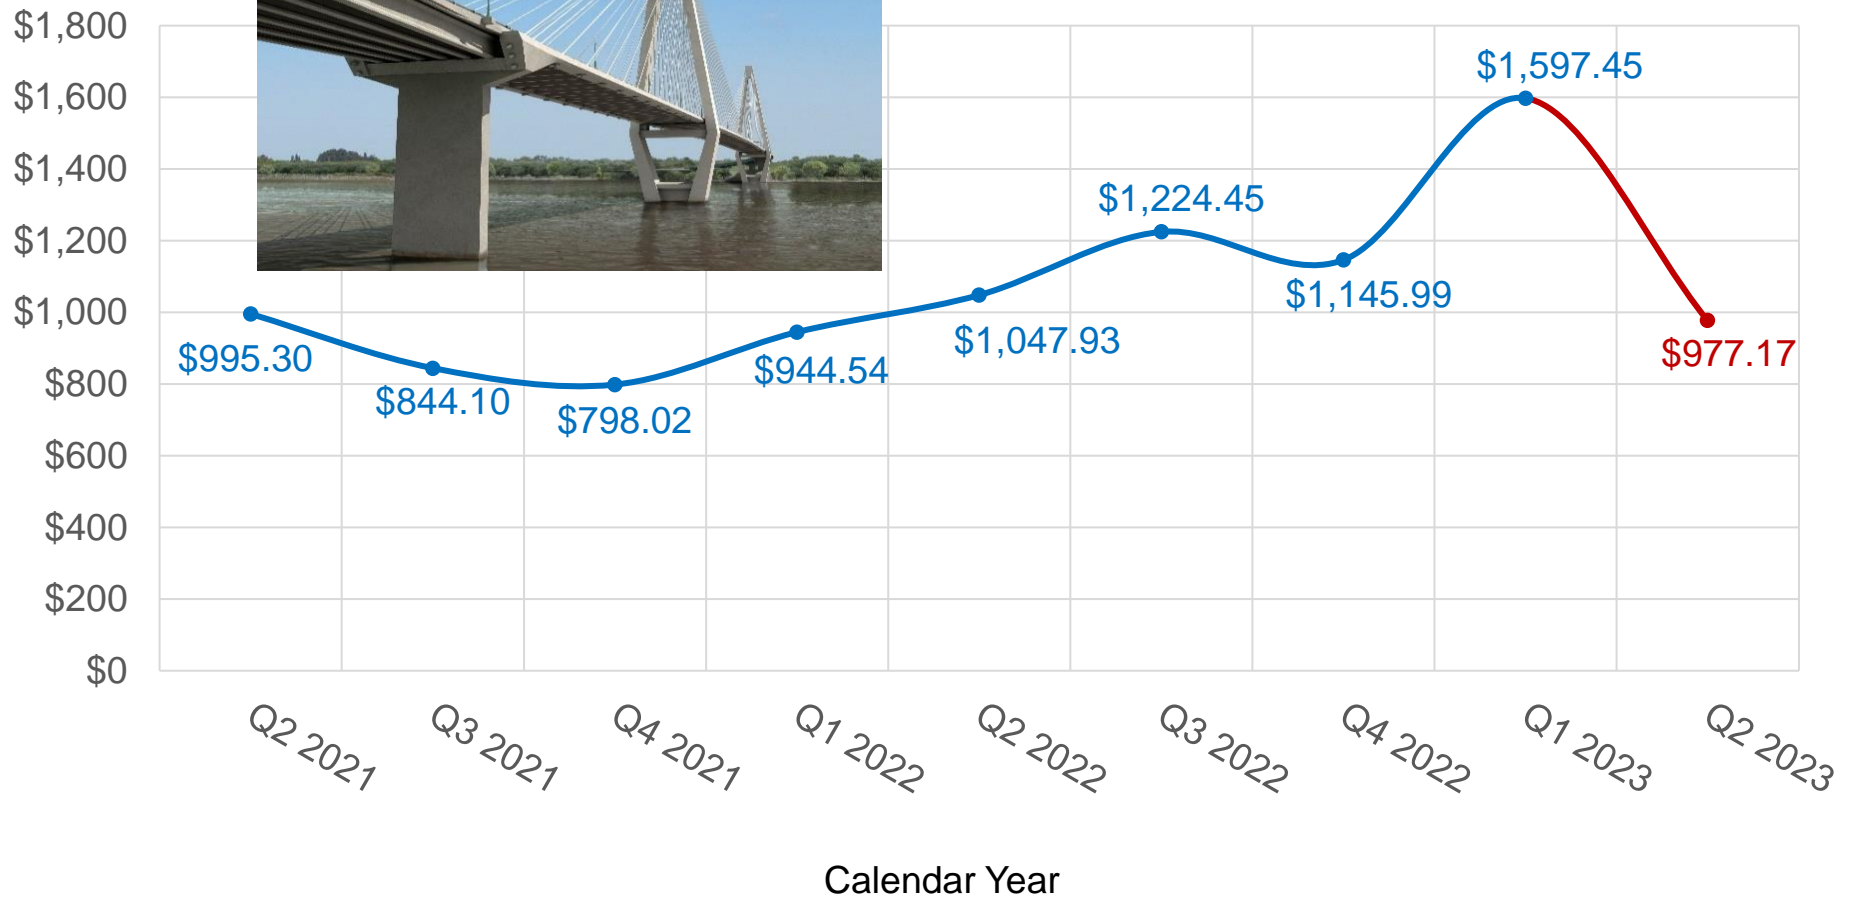 $1,800
$1,600
$1,400
$1,200
$1,000
$800
$600
$400
$200
$0
$995.30
$844.10
$798.02
$944.54
$1,047.93
$1,224.45
$1,145.99
$1,597.45
$977.17
Q2 2021
Q3 2021
Q4 2021
Q1 2022
Q2 2022
Q3 2022
Q4 2022
Q1 2023
Q2 2023
Calendar Year